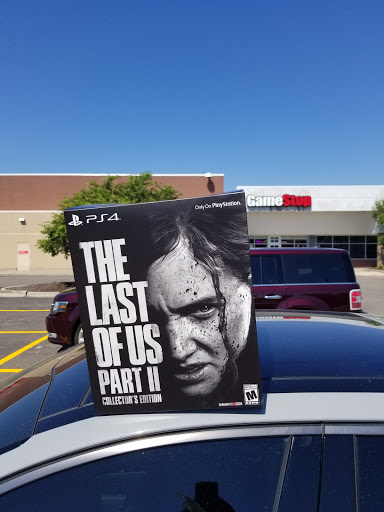 GameStop
PS4
Only On PlayStation
THE
LAST
OF US
PART II
COLLECTOR'S EDITION
M